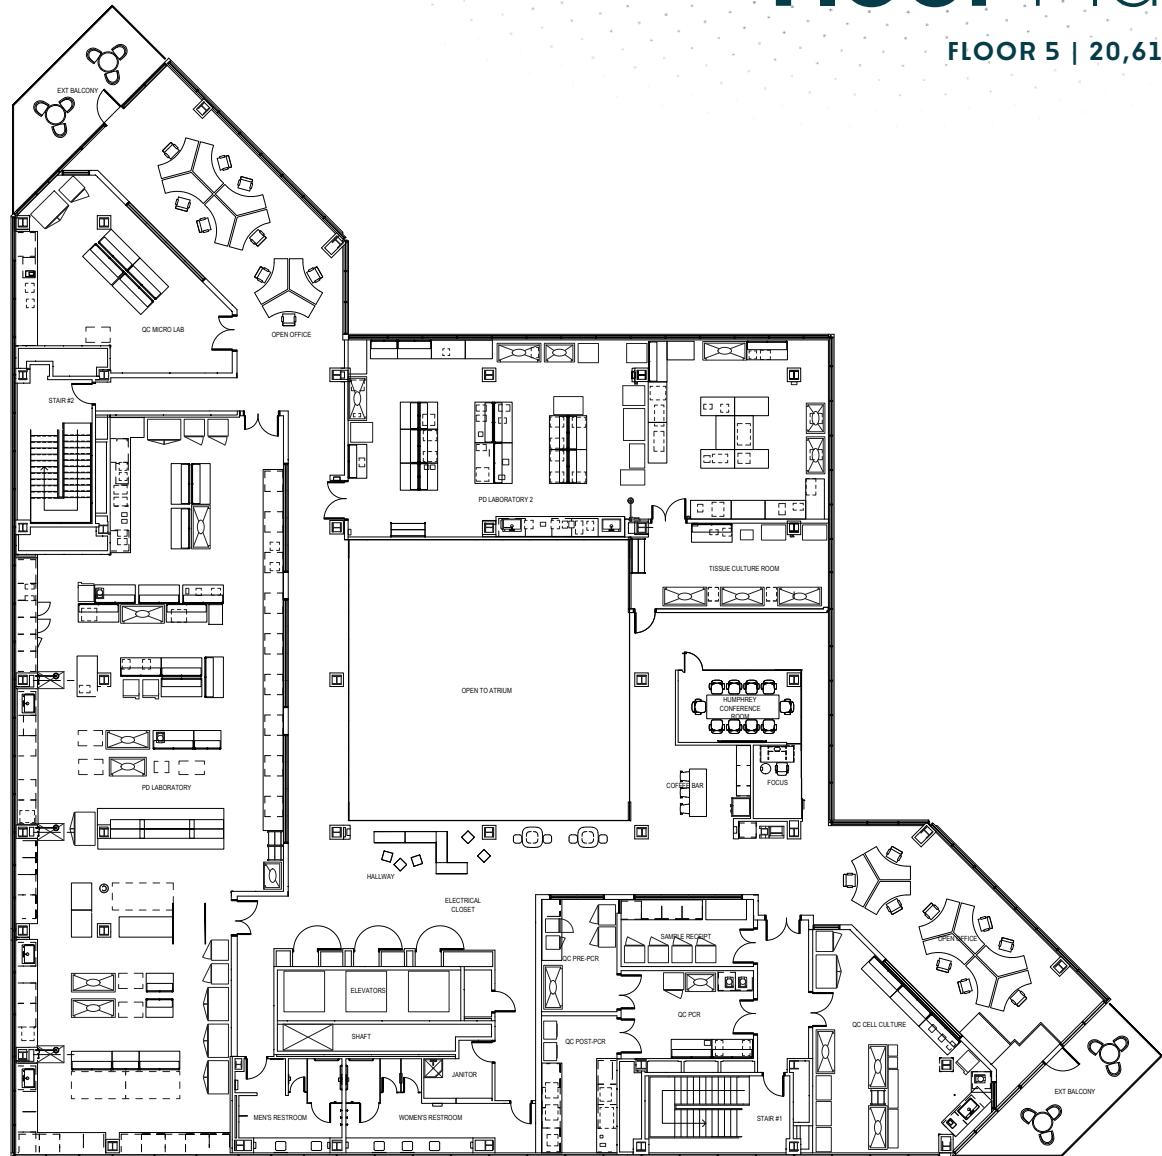 FLOOR 5 | 20,61
EXT BALCONY
QC MICRO LAB
OPEN OFFICE
STAIR #2
PD LABORATORY 2
TISSUE CULTURE ROOM
OPEN TO ATRIUM
HUMPHREY
CONFERENCE
ROOM
COFFEE BAR
FOCUS
PD LABORATORY
HALLWAY
ELECTRICAL
CLOSET
SAMPLE RECEIPT
OPEN OFFICE
QC PRE-PCR
ELEVATORS
QC PCR
QC CELL CULTURE
SHAFT
QC POST-PCR
JANITOR
EXT BALCONY
MEN'S RESTROOM
WOMEN'S RESTROOM
STAIR #1